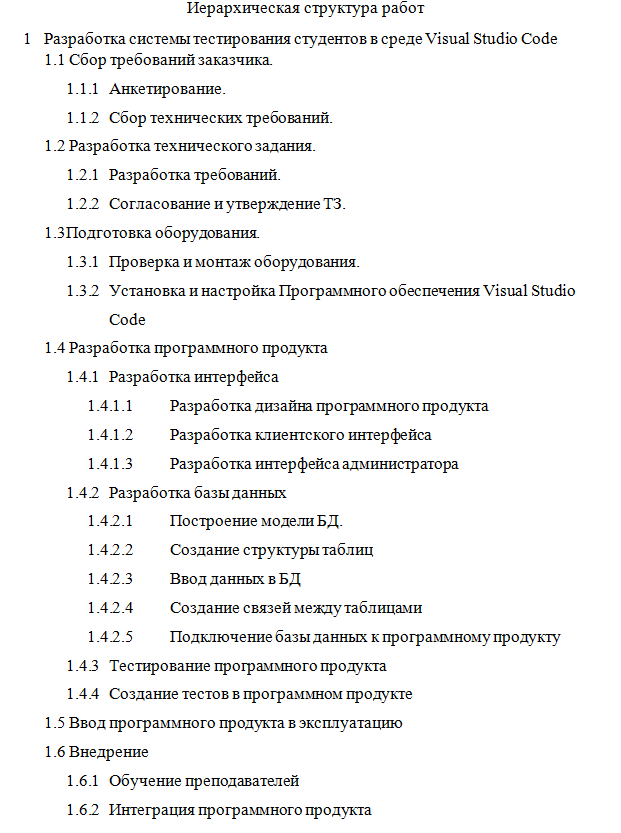 Иерархическая структура работ
1 Разработка системы тестирования студентов в среде Visual Studio Code
1.1 Сбор требований заказчика.
1.1.1 Анкетирование.
1.1.2 Сбор технических требований.
1.2 Разработка технического задания.
1.2.1 Разработка требований.
1.2.2 Согласование и утверждение ТЗ.
1.3Подготовка оборудования.
1.3.1 Проверка и монтаж оборудования.
1.3.2 Установка и настройка Программного обеспечения Visual Studio
Code
1.4 Разработка программного продукта
1.4.1 Разработка интерфейса
1.4.1.1 Разработка дизайна программного продукта
1.4.1.2 Разработка клиентского интерфейса
1.4.1.3 Разработка интерфейса администратора
1.4.2 Разработка базы данных
1.4.2.1 Построение модели БД.
1.4.2.2 Создание структуры таблиц
1.4.2.3 Ввод данных в БД
1.4.2.4 Создание связей между таблицами
1.4.2.5 Подключение базы данных к программному продукту
1.4.3 Тестирование программного продукта
1.4.4 Создание тестов в программном продукте
1.5 Ввод программного продукта в эксплуатацию
1.6 Внедрение
1.6.1 Обучение преподавателей
1.6.2 Интеграция программного продукта